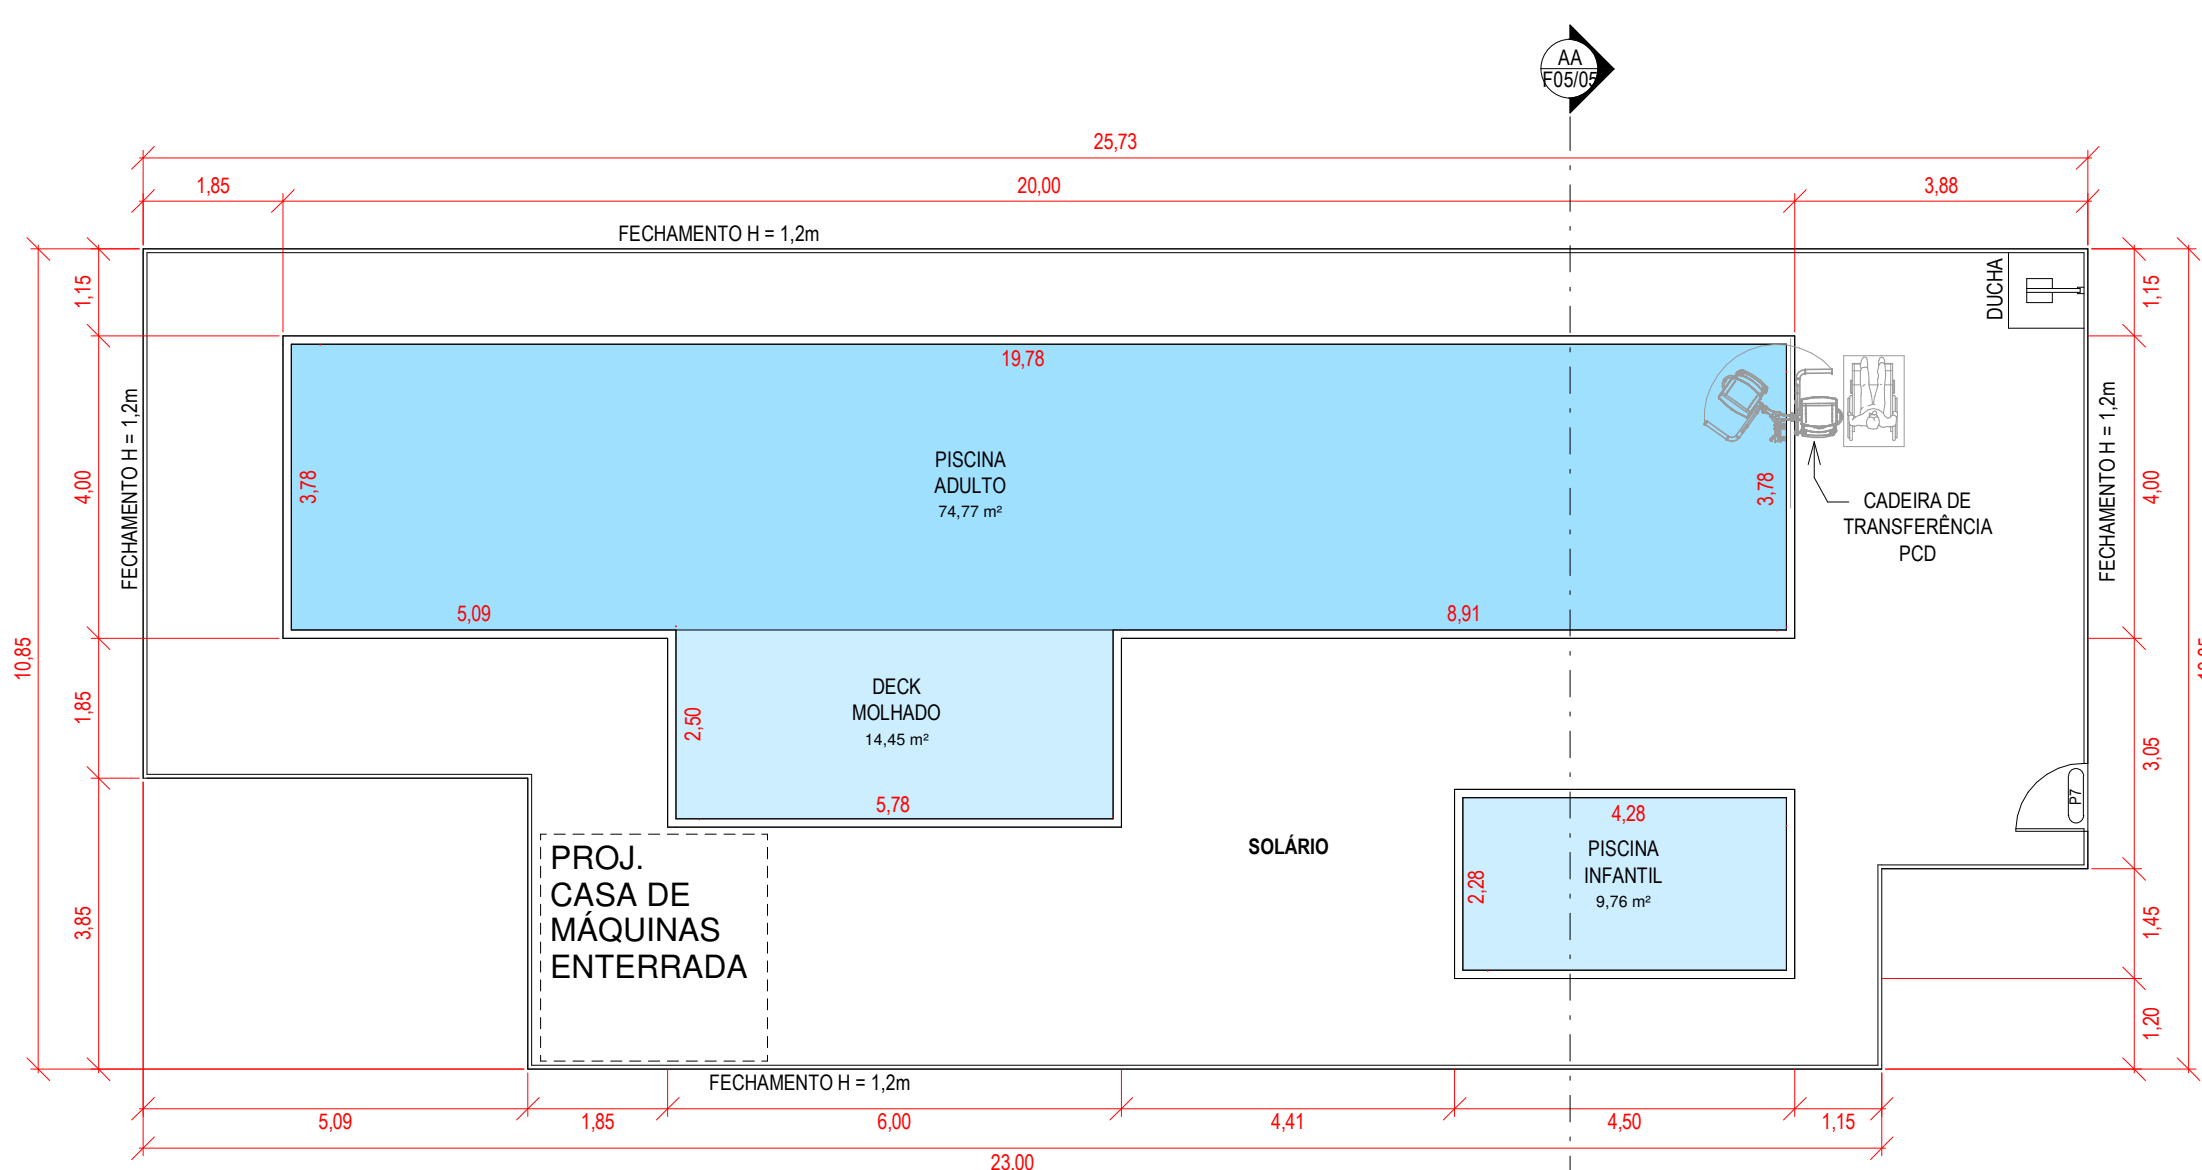 AA
F05/05
25,73
1,85
20,00
3,88
FECHAMENTO H = 1,2m
1,15
4,00
1,85
3,85
10,85
FECHAMENTO H = 1,2m
19,78
3,78
PISCINA
ADULTO
74,77 m²
3,78
5,09
8,91
DUCHA
CADEIRA DE
TRANSFERÊNCIA
PCD
FECHAMENTO H = 1,2m
1,15
4,00
3,05
1,45
1,20
DECK
MOLHADO
14,45 m²
2,50
5,78
SOLÁRIO
4,28
PISCINA
INFANTIL
9,76 m²
2,28
P7
PROJ.
CASA DE
MÁQUINAS
ENTERRADA
FECHAMENTO H = 1,2m
5,09
1,85
6,00
4,41
4,50
1,15
23,00